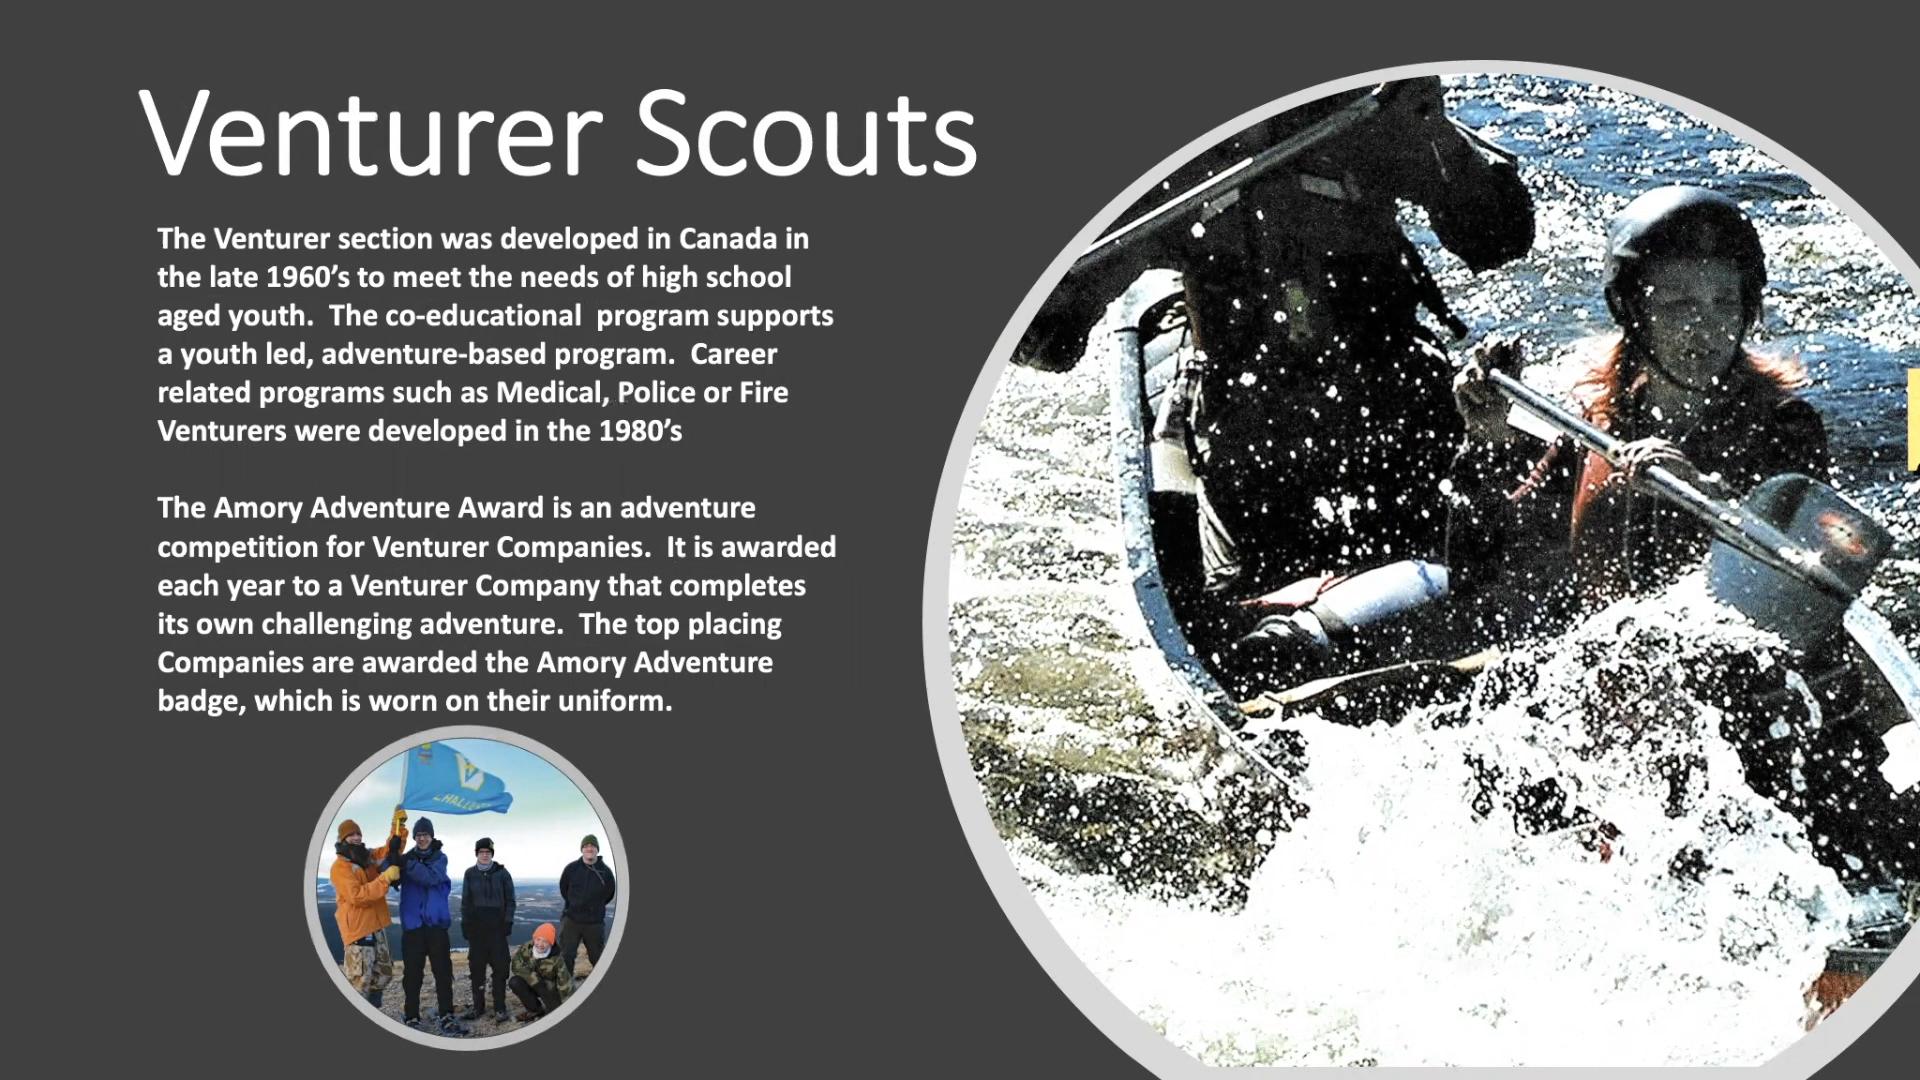 Venturer Scouts
The Venturer section was developed in Canada in
the late 1960’s to meet the needs of high school
aged youth.  The co-educational  program supports
a youth led, adventure-based program.  Career
related programs such as Medical, Police or Fire
Venturers were developed in the 1980’s
The Amory Adventure Award is an adventure
competition for Venturer Companies.  It is awarded
each year to a Venturer Company that completes
its own challenging adventure.  The top placing
Companies are awarded the Amory Adventure
badge, which is worn on their uniform.